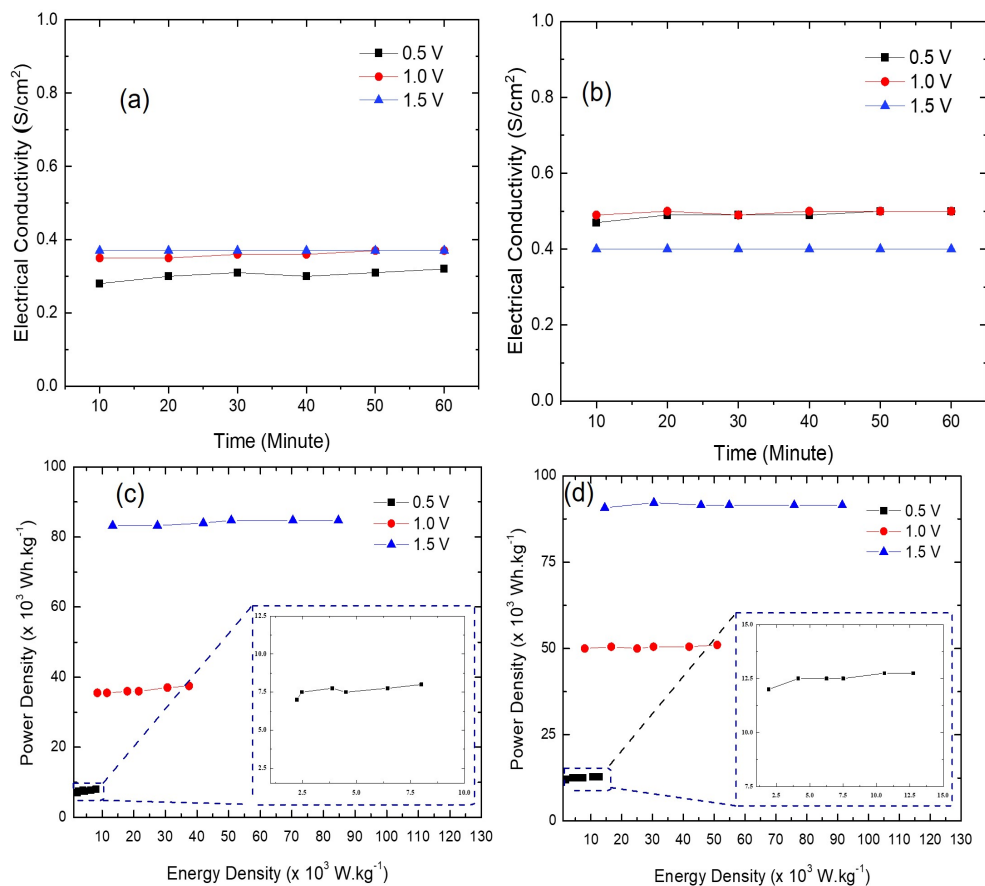 (a)
0.5 V
1.0 V
1.5 V
Electrical Conductivity (S/cm²)
1.0
0.8
0.6
0.4
0.2
0.0
10 20 30 40 50 60
Time (Minute)
(b)
0.5 V
1.0 V
1.5 V
Electrical Conductivity (S/cm²)
1.0
0.8
0.6
0.4
0.2
0.0
10 20 30 40 50 60
Time (Minute)
(c)
0.5 V
1.0 V
1.5 V
Power Density (x 10³ Wh.kg⁻¹)
100
80
60
40
20
0
12.5
10.0
7.5
5.0
2.5
2.5 5.0 7.5 10.0
10 20 30 40 50 60 70 80 90 100 110 120 130
Energy Density (x 10³ W.kg⁻¹)
(d)
0.5 V
1.0 V
1.5 V
Power Density (x 10³ Wh.kg⁻¹)
100
75
50
25
0
15.0
12.5
10.0
7.5
2.5 5.0 7.5 10.0 12.5 15.0
10 20 30 40 50 60 70 80 90 100 110 120 130
Energy Density (x 10³ W.kg⁻¹)